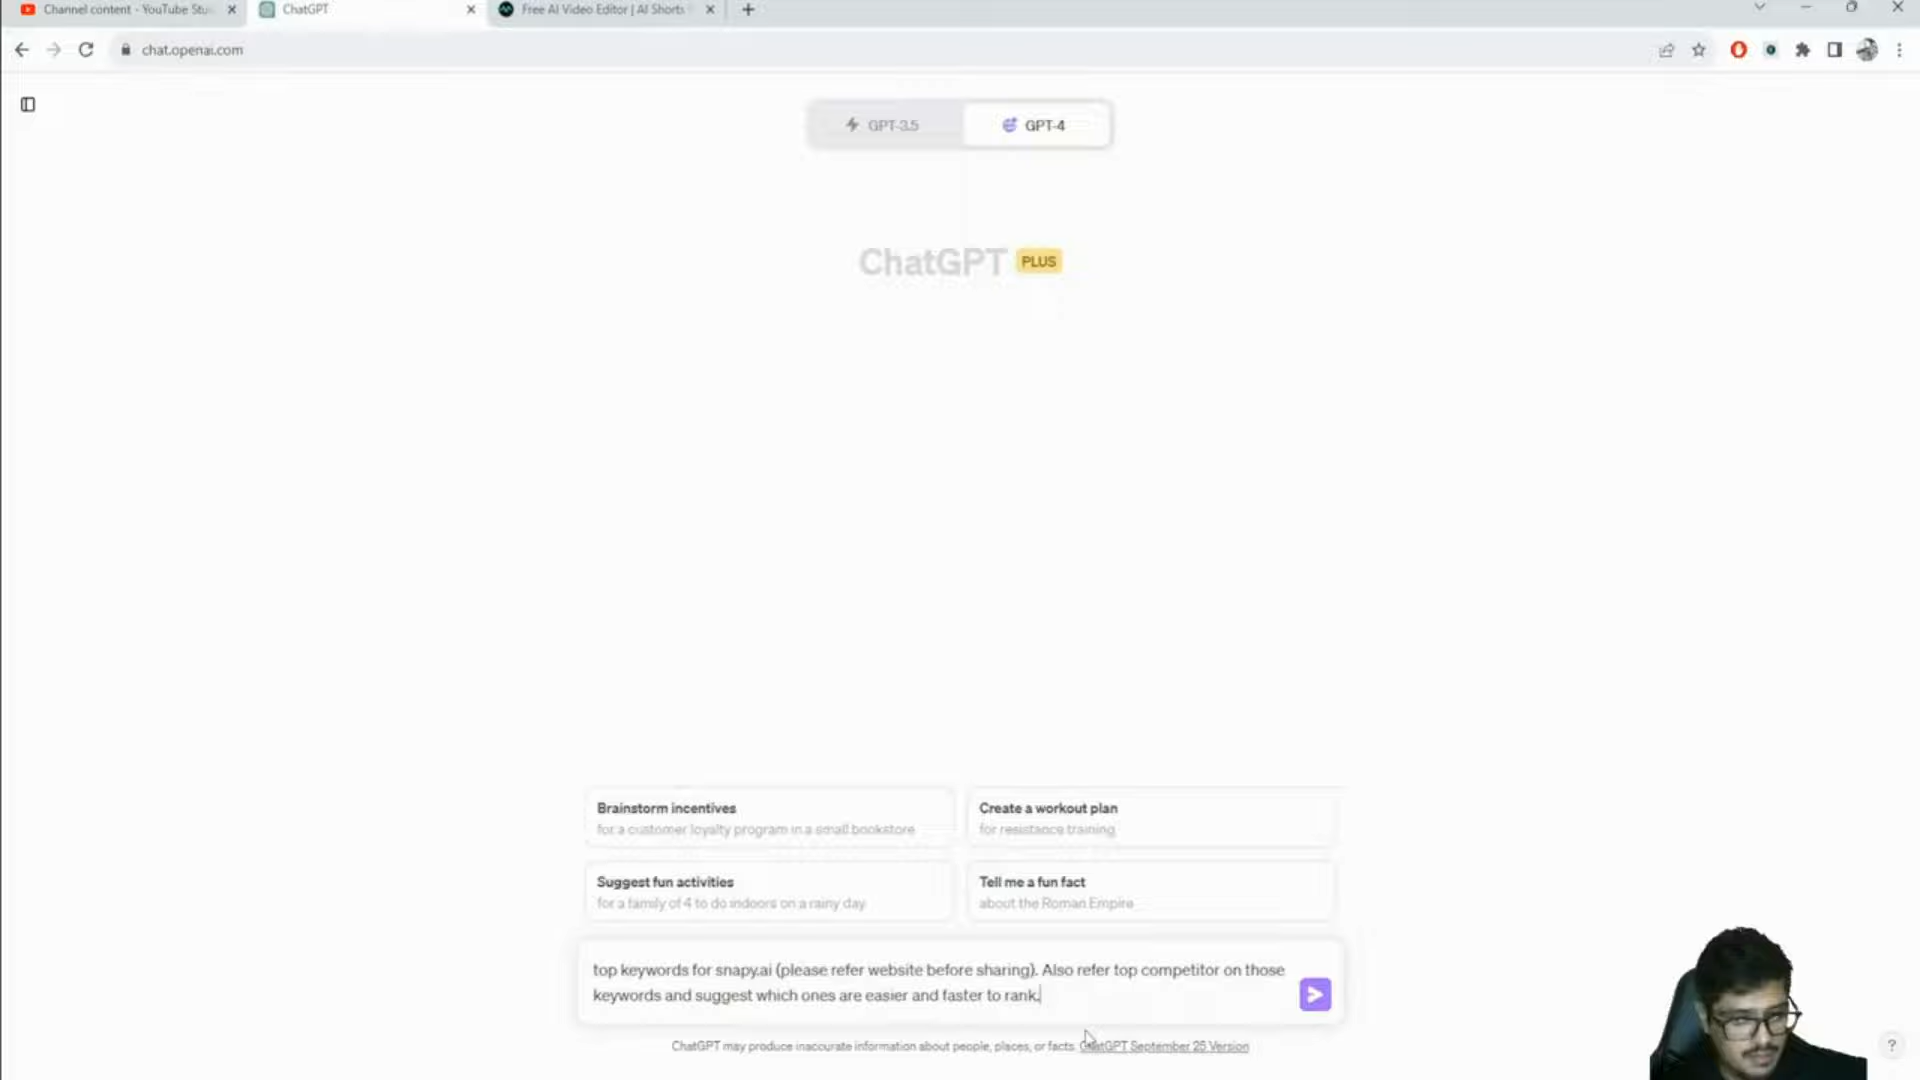 Channel content - YouTube Stu
ChatGPT
Free AI Video Editor | AI Shorts
chat.openai.com
GPT-3.5
GPT-4
ChatGPT PLUS
Brainstorm incentives
for a customer loyalty program in a small bookstore
Create a workout plan
for resistance training
Suggest fun activities
for a family of 4 to do indoors on a rainy day
Tell me a fun fact
about the Roman Empire
top keywords for snapy.ai (please refer website before sharing). Also refer top competitor on those
keywords and suggest which ones are easier and faster to rank.
ChatGPT may produce inaccurate information about people, places, or facts. ChatGPT September 25 Version
?